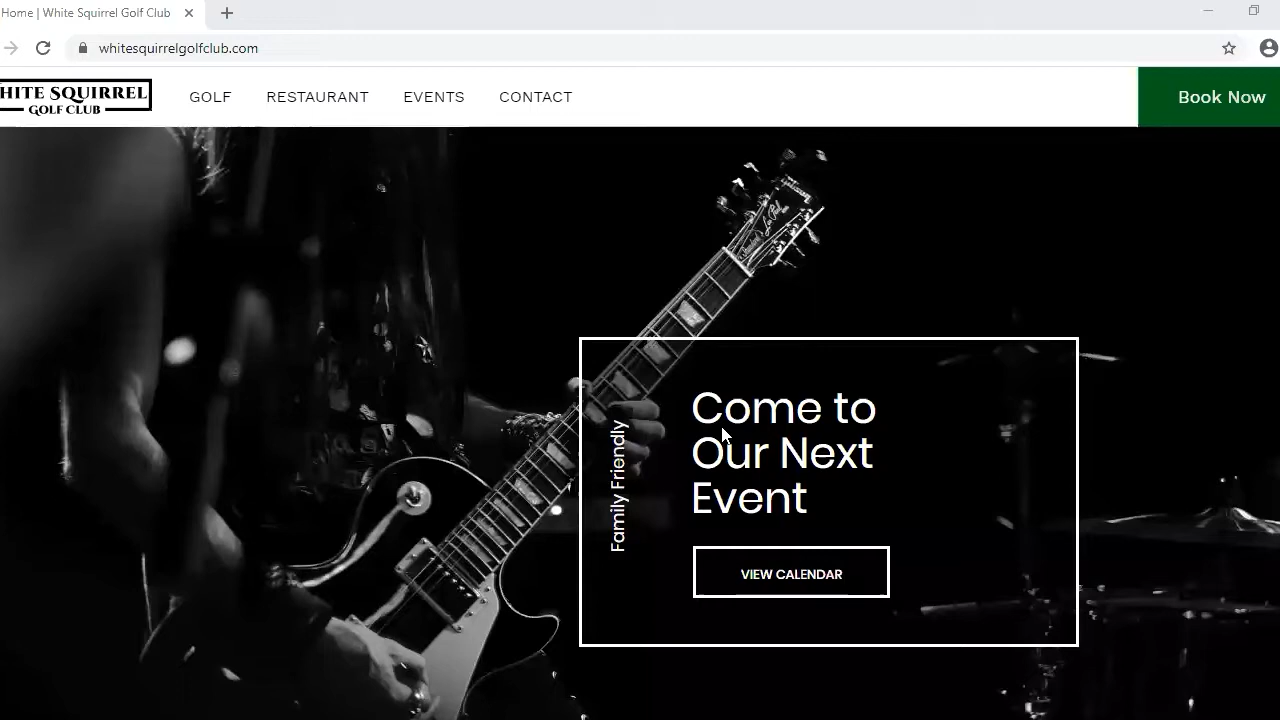 Home | White Squirrel Golf Club
whitesquirrelgolfclub.com
HITE SQUIRREL
GOLF CLUB
GOLF
RESTAURANT
EVENTS
CONTACT
Book Now
Family Friendly
Come to
Our Next
Event
VIEW CALENDAR